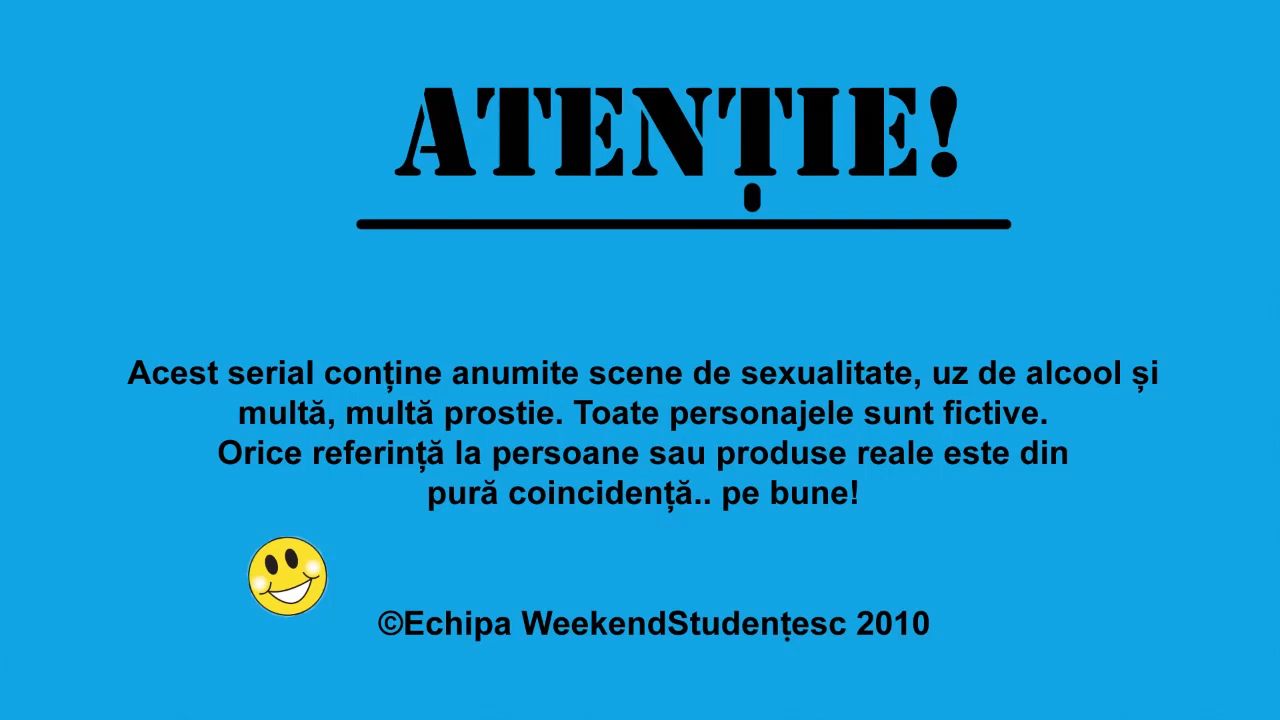 ATENȚIE!
Acest serial conține anumite scene de sexualitate, uz de alcool și
multă, multă prostie. Toate personajele sunt fictive.
Orice referință la persoane sau produse reale este din
pură coincidență.. pe bune!
©Echipa WeekendStudențesc 2010